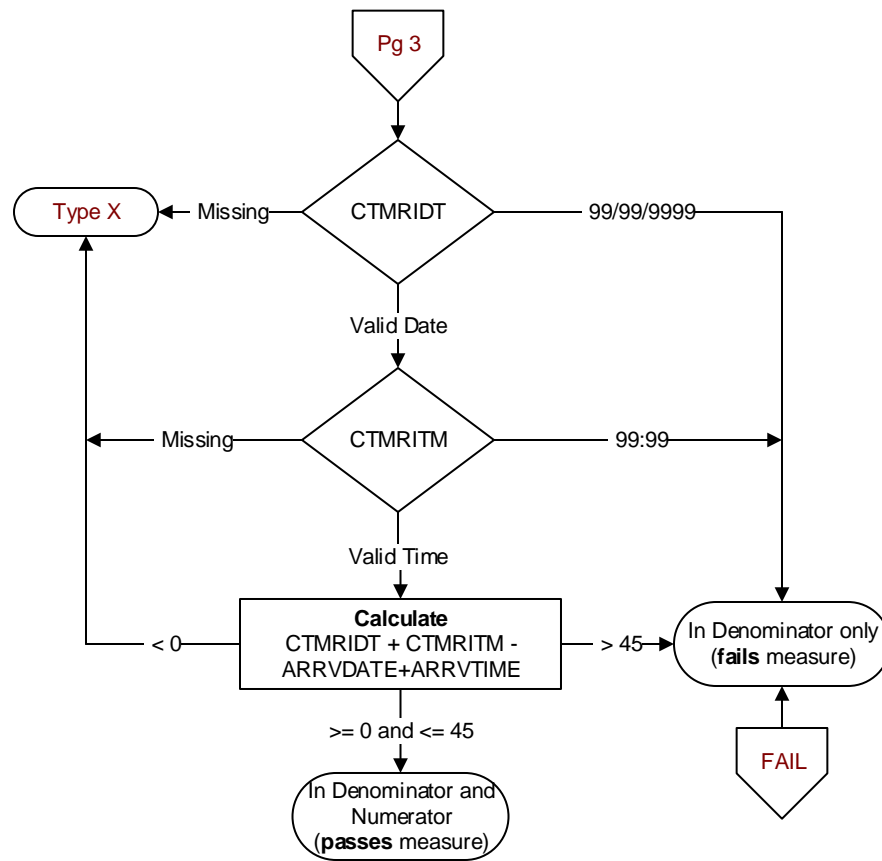 Pg 3
Type X
Missing
CTMRIDT
99/99/9999
Valid Date
Missing
CTMRITM
99:99
Valid Time
Calculate
CTMRIDT + CTMRITM -
ARRVDATE+ARRVTIME
< 0
> 45
In Denominator only
(fails measure)
>= 0 and <= 45
FAIL
In Denominator and
Numerator
(passes measure)